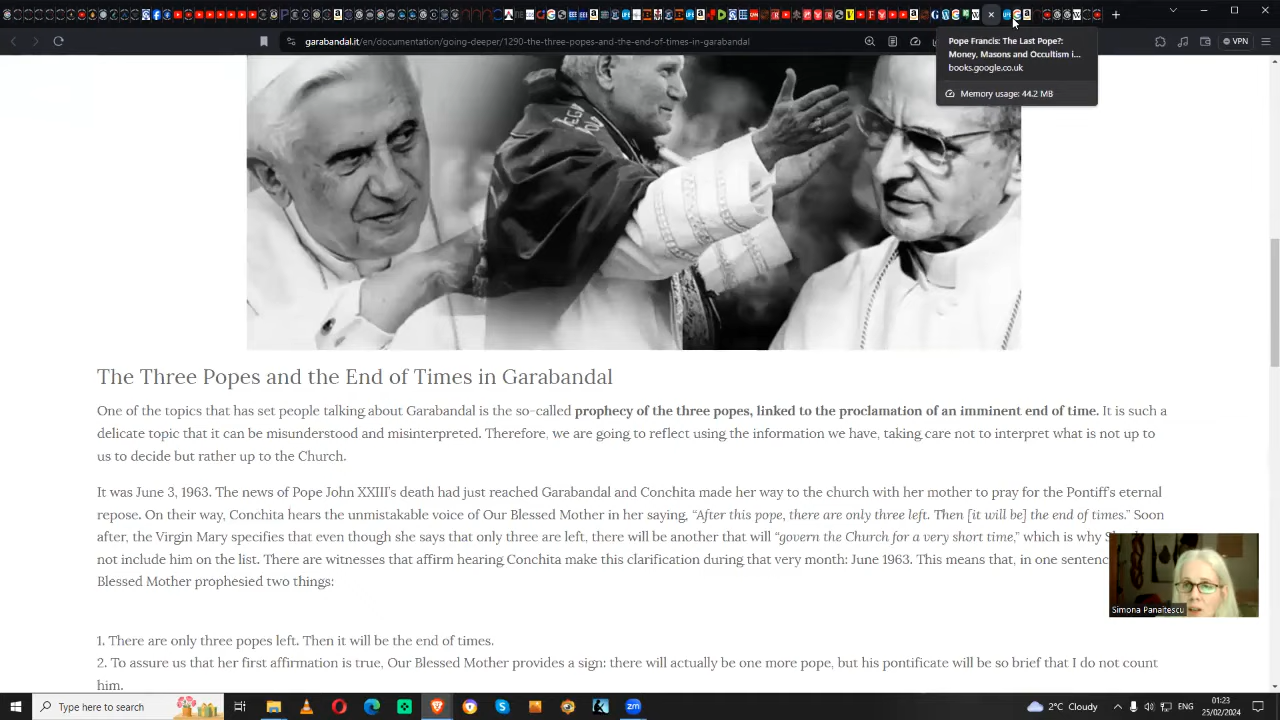 garabandal.it/en/documentation/going-deeper/1290-the-three-popes-and-the-end-of-times-in-garabandal
VPN
Pope Francis: The Last Pope?:
Money, Masons and Occultism i...
books.google.co.uk
Memory usage: 44.2 MB
The Three Popes and the End of Times in Garabandal
One of the topics that has set people talking about Garabandal is the so-called prophecy of the three popes, linked to the proclamation of an imminent end of time. It is such a
delicate topic that it can be misunderstood and misinterpreted. Therefore, we are going to reflect using the information we have, taking care not to interpret what is not up to
us to decide but rather up to the Church.
It was June 3, 1963. The news of Pope John XXIII's death had just reached Garabandal and Conchita made her way to the church with her mother to pray for the Pontiff's eternal
repose. On their way, Conchita hears the unmistakable voice of Our Blessed Mother in her saying, “After this pope, there are only three left. Then [it will be] the end of times.” Soon
after, the Virgin Mary specifies that even though she says that only three are left, there will be another that will “govern the Church for a very short time,” which is why
not include him on the list. There are witnesses that affirm hearing Conchita make this clarification during that very month: June 1963. This means that, in one sentence
Blessed Mother prophesied two things:
Simona Panaitescu
1. There are only three popes left. Then it will be the end of times.
2. To assure us that her first affirmation is true, Our Blessed Mother provides a sign: there will actually be one more pope, but his pontificate will be so brief that I do not count
him.
Type here to search
2°C Cloudy
ENG
01:23
25/02/2024